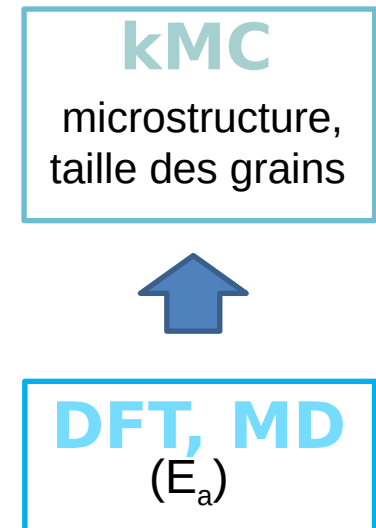 kMC
microstructure,
taille des grains
DFT, MD
(Eₐ)